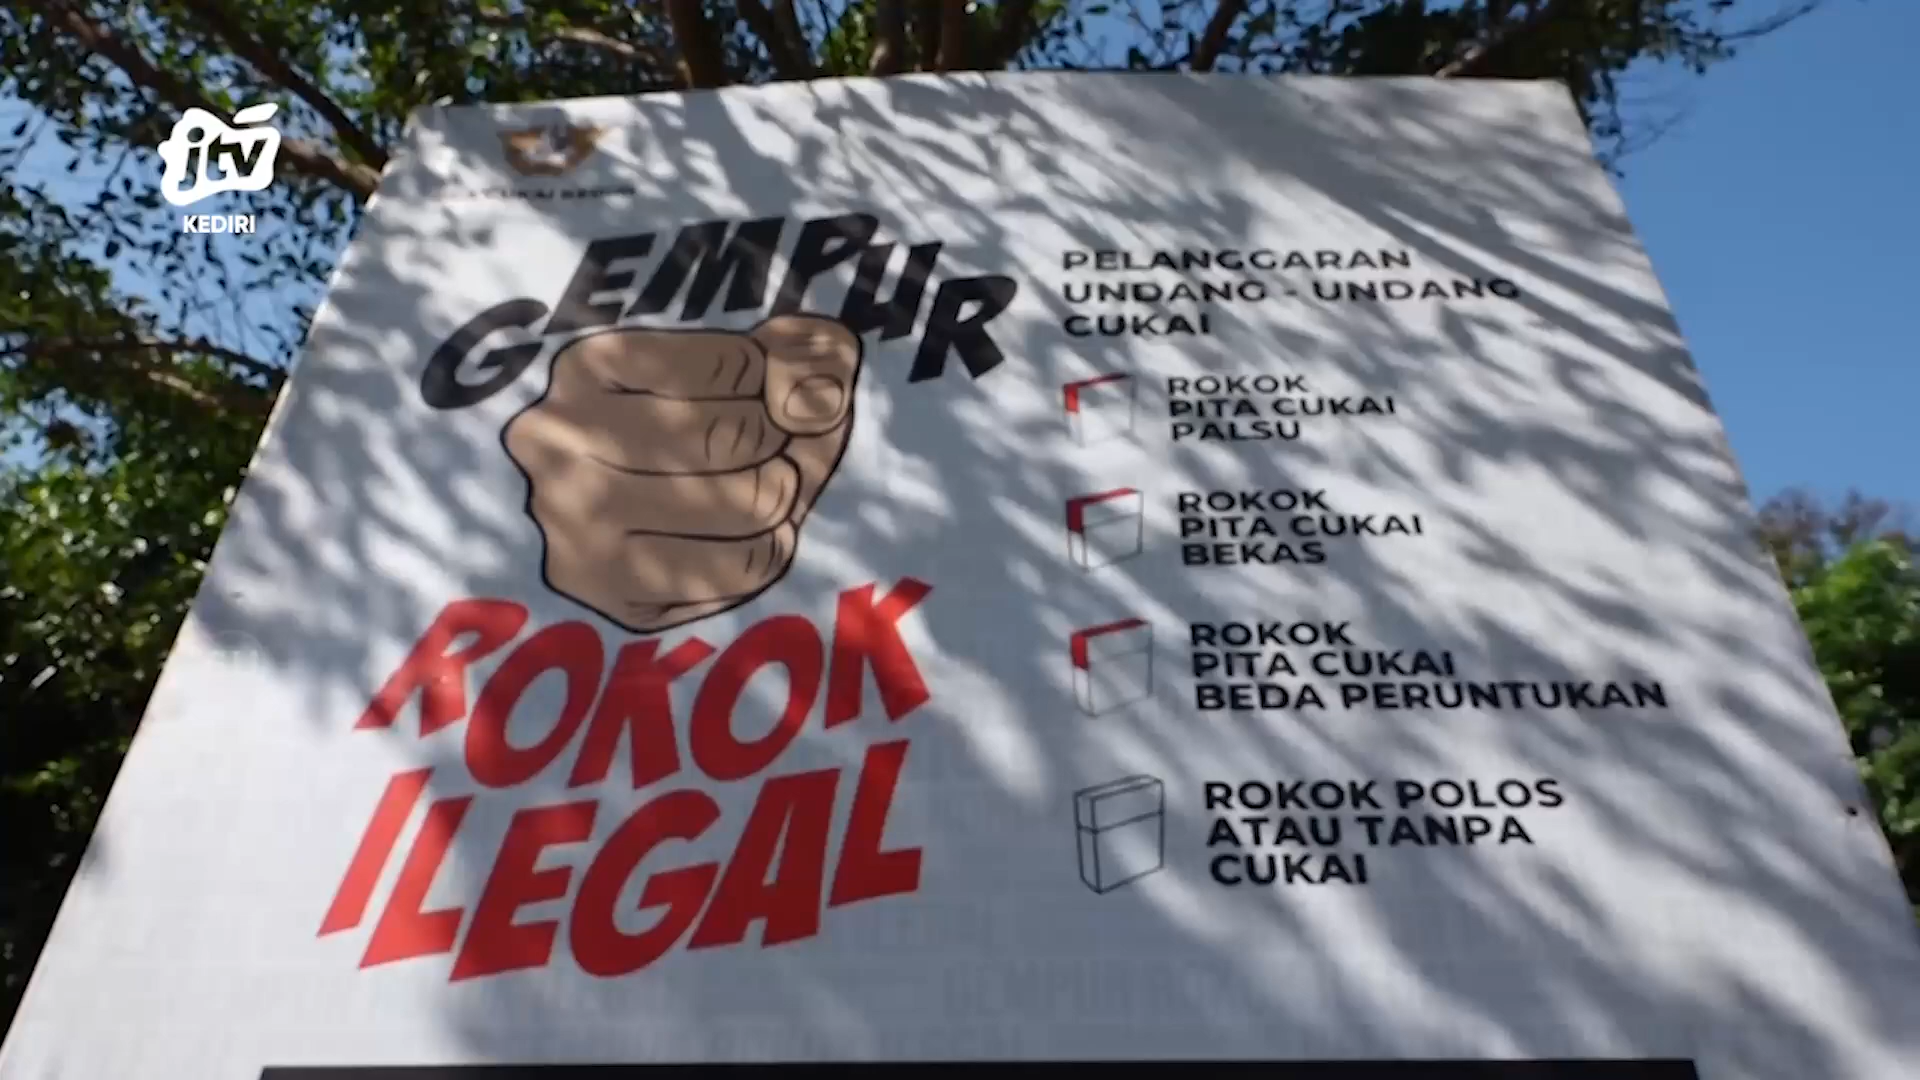 jtv
KEDIRI
GEMPUR
ROKOK
ILEGAL
PELANGGARAN
UNDANG - UNDANG
CUKAI
ROKOK
PITA CUKAI
PALSU
ROKOK
PITA CUKAI
BEKAS
ROKOK
PITA CUKAI
BEDA PERUNTUKAN
ROKOK POLOS
ATAU TANPA
CUKAI